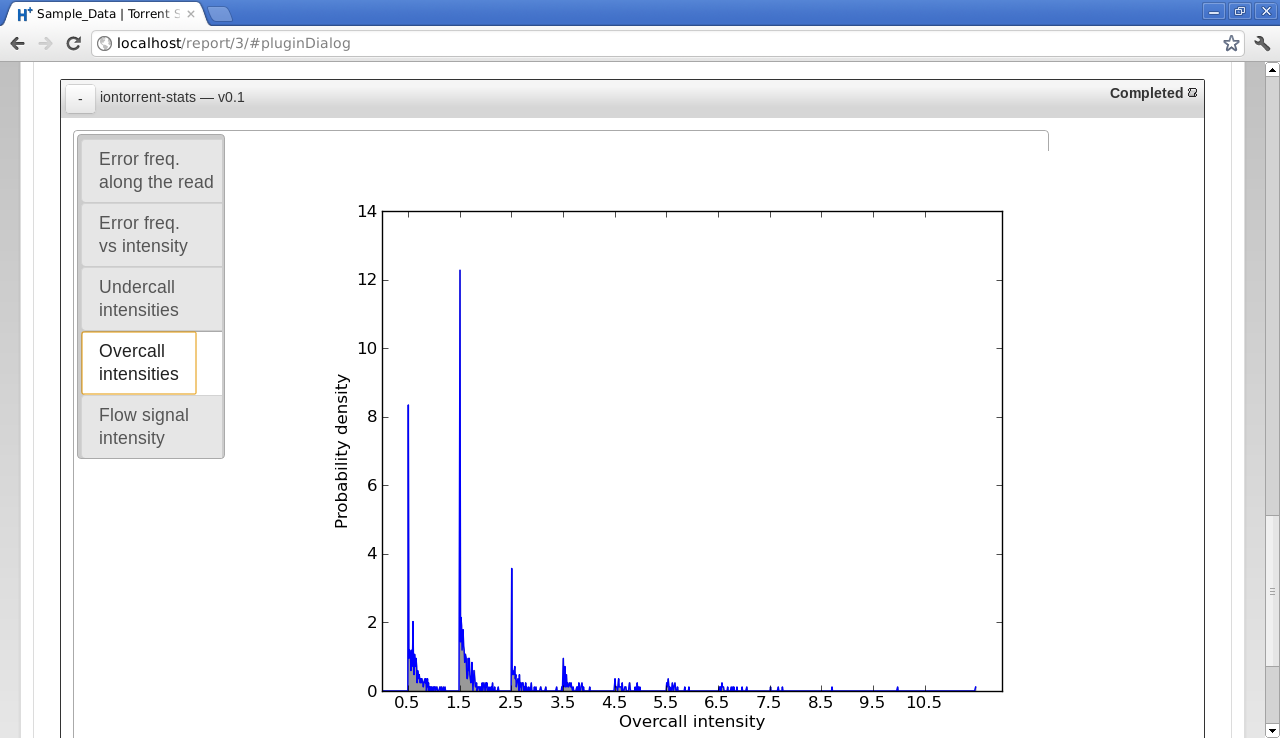 Sample_Data | Torrent S
localhost/report/3/#pluginDialog
- iontorrent-stats — v0.1
Completed
Error freq.
along the read
Error freq.
vs intensity
Undercall
intensities
Overcall
intensities
Flow signal
intensity
14
12
10
8
6
4
2
0
Probability density
0.5 1.5 2.5 3.5 4.5 5.5 6.5 7.5 8.5 9.5 10.5
Overcall intensity